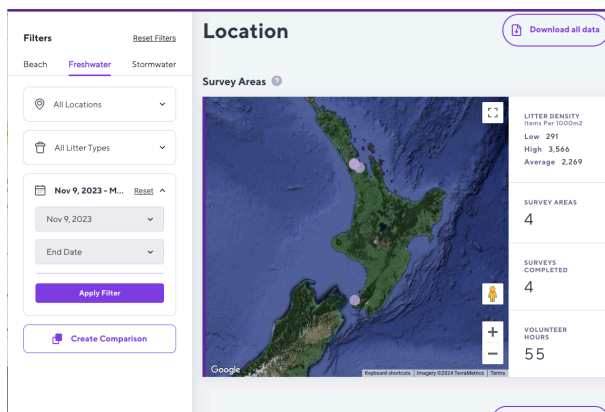 Filters
Reset Filters
Beach
Freshwater
Stormwater
All Locations
All Litter Types
Nov 9, 2023 - M...
Reset
Nov 9, 2023
End Date
Apply Filter
Create Comparison
Location
Download all data
Survey Areas ?
Google
Keyboard shortcuts
Imagery ©2024 TerraMetrics
Terms
LITTER DENSITY
Items Per 1000m2
Low 291
High 3,566
Average 2,269
SURVEY AREAS
4
SURVEYS
COMPLETED
4
VOLUNTEER
HOURS
55